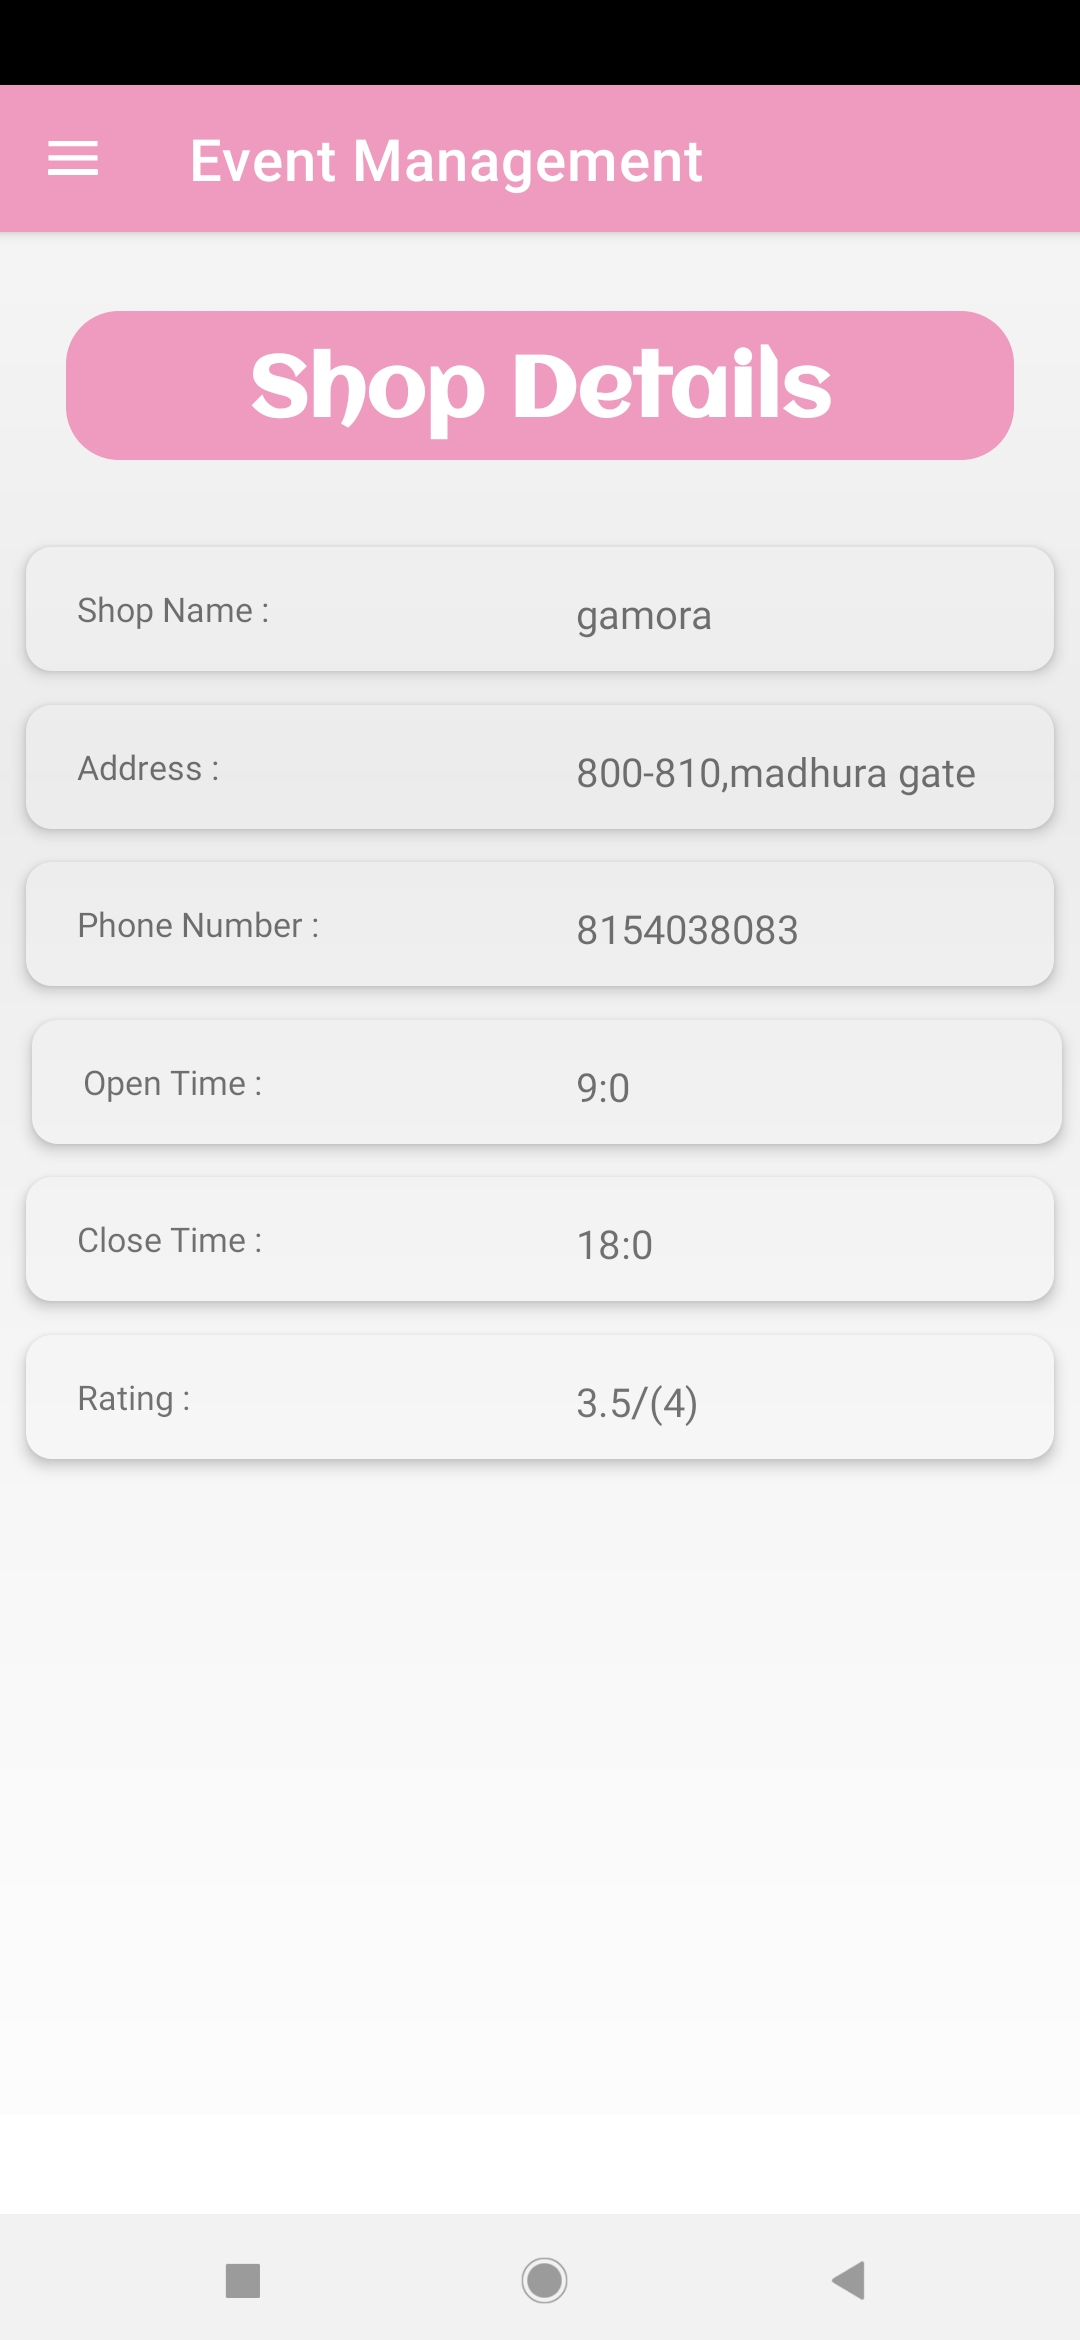 Event Management
Shop Details
Shop Name : gamora
Address : 800-810,madhura gate
Phone Number : 8154038083
Open Time : 9:0
Close Time : 18:0
Rating : 3.5/(4)